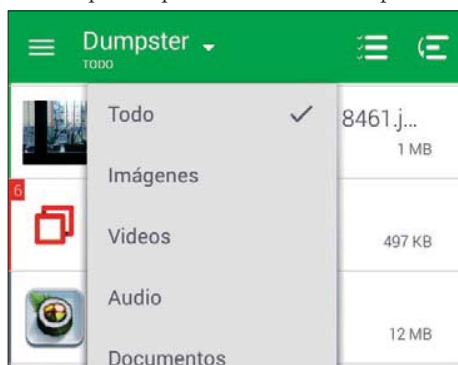 Dumpster
TODO
Todo
8461.j...
1 MB
Imágenes
6
Videos
497 KB
Audio
12 MB
Documentos